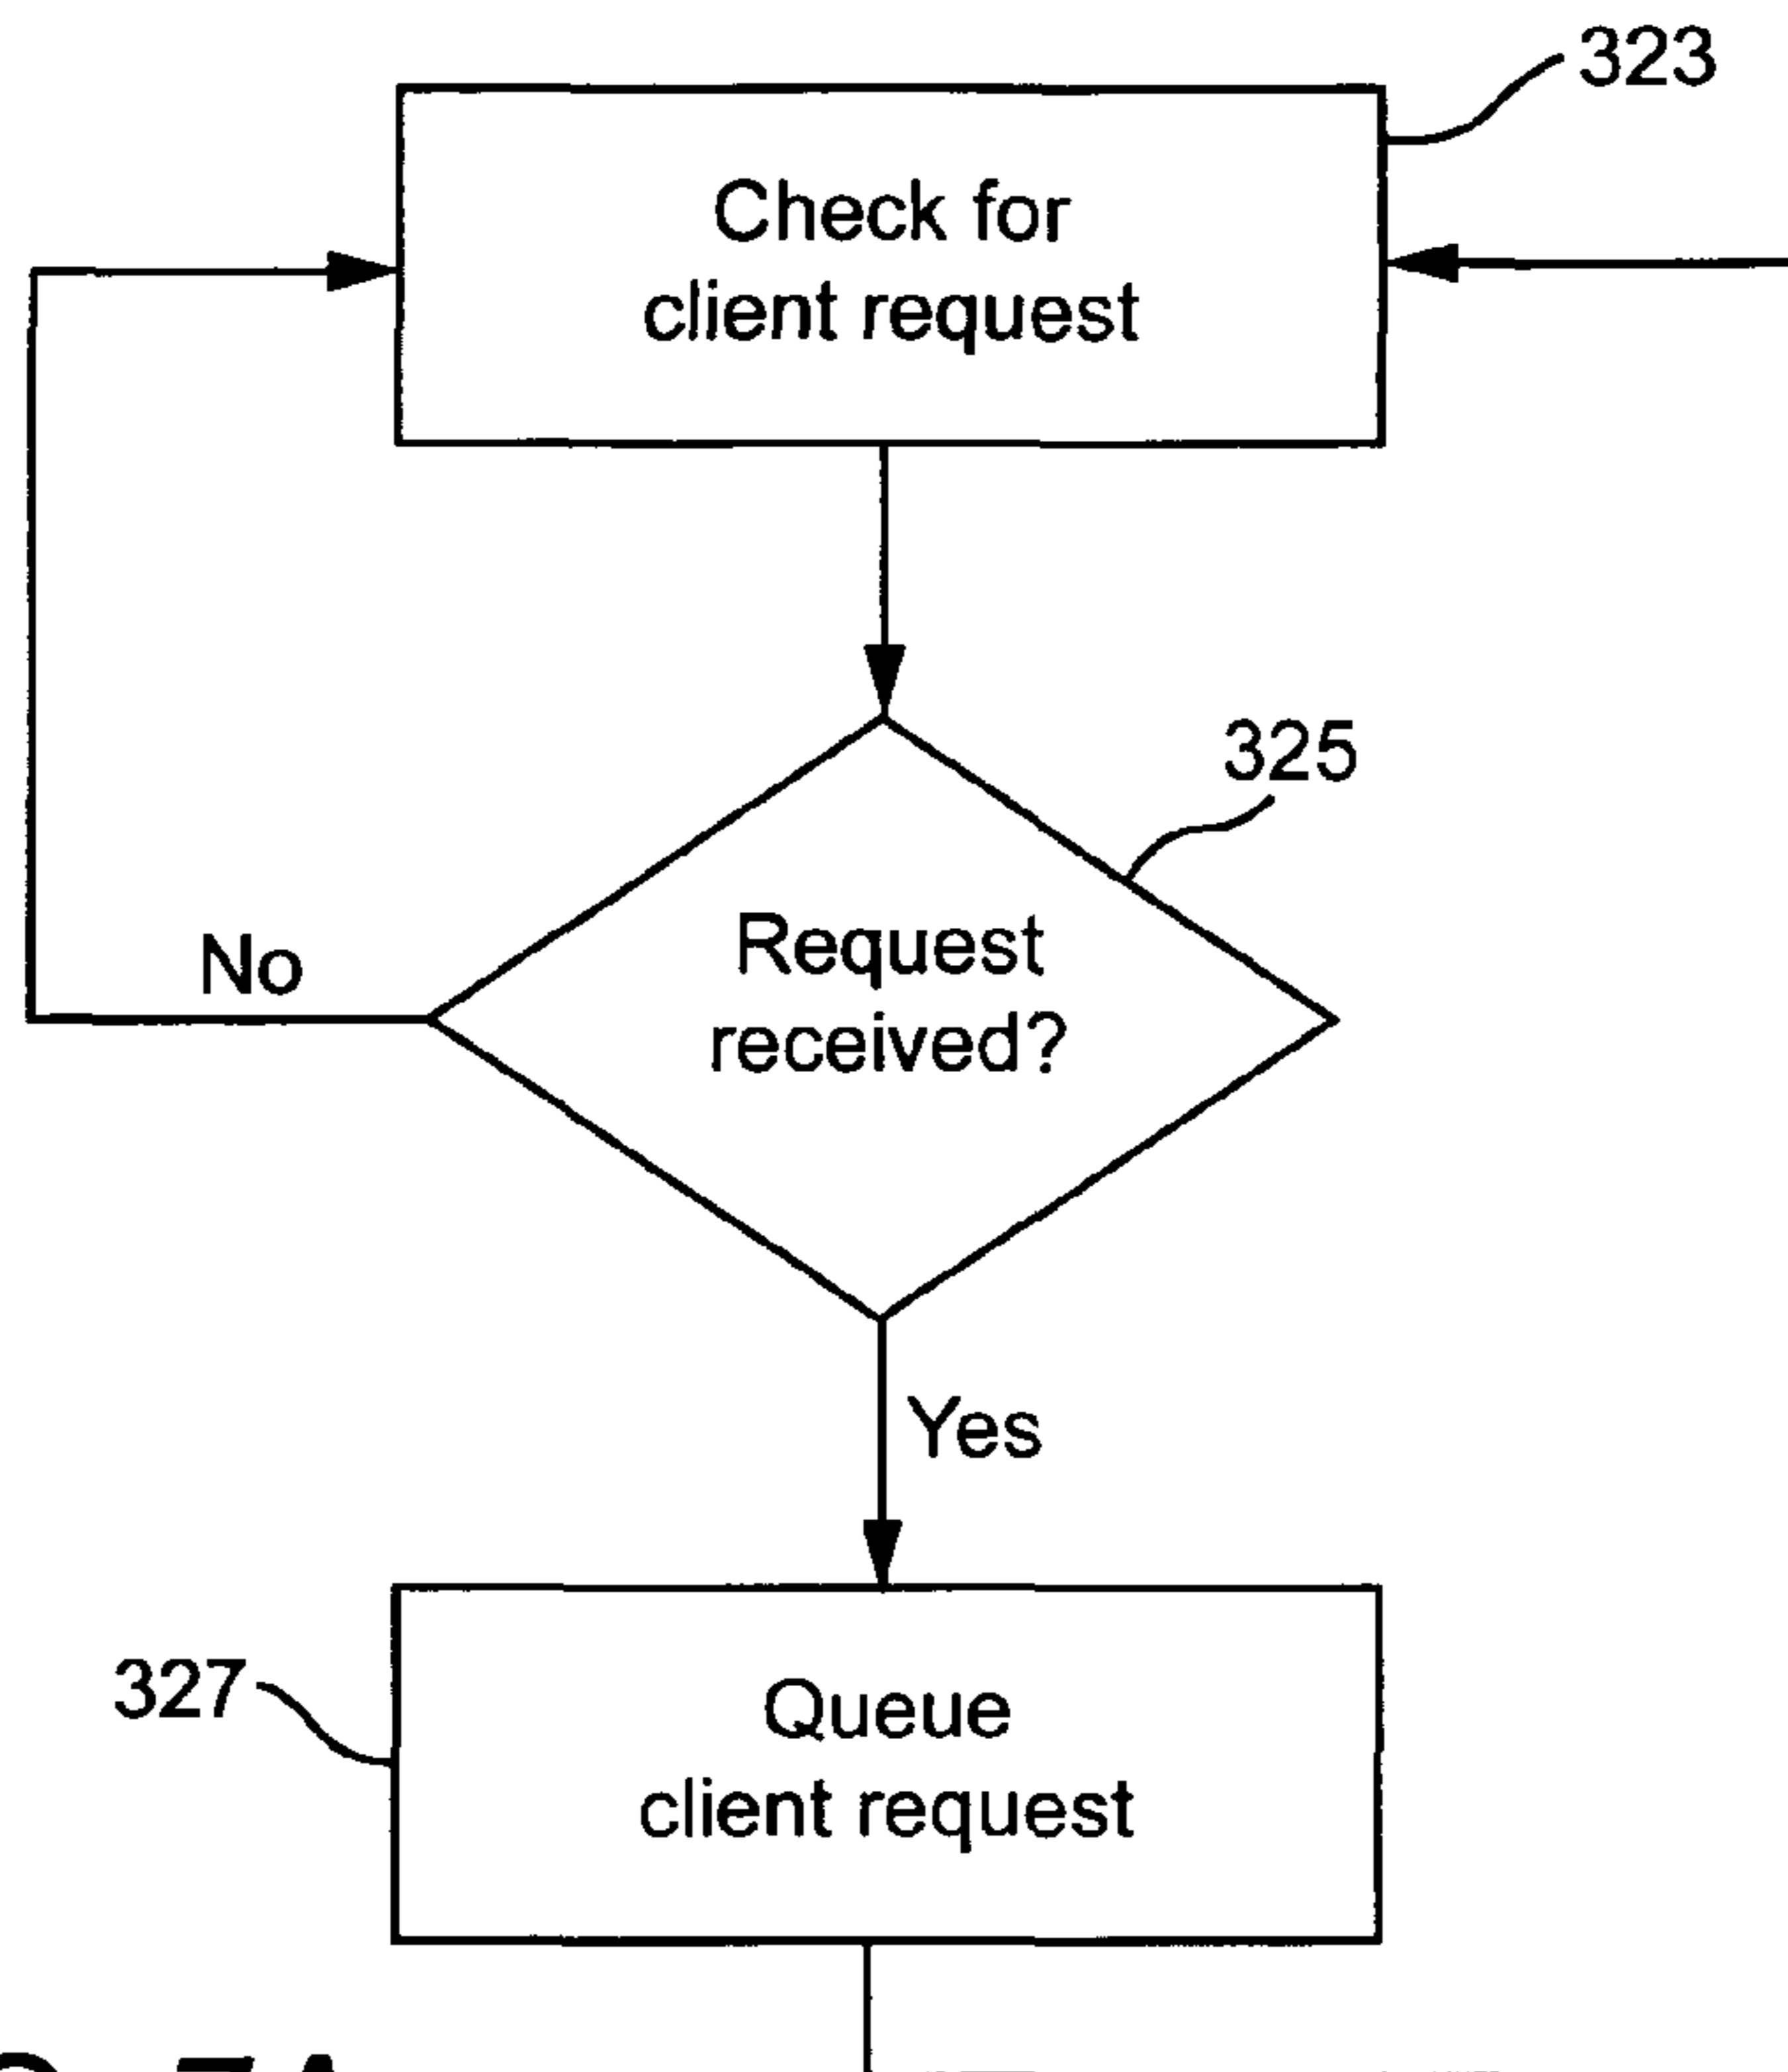 323
Check for
client request
325
Request
received?
No
Yes
327
Queue
client request